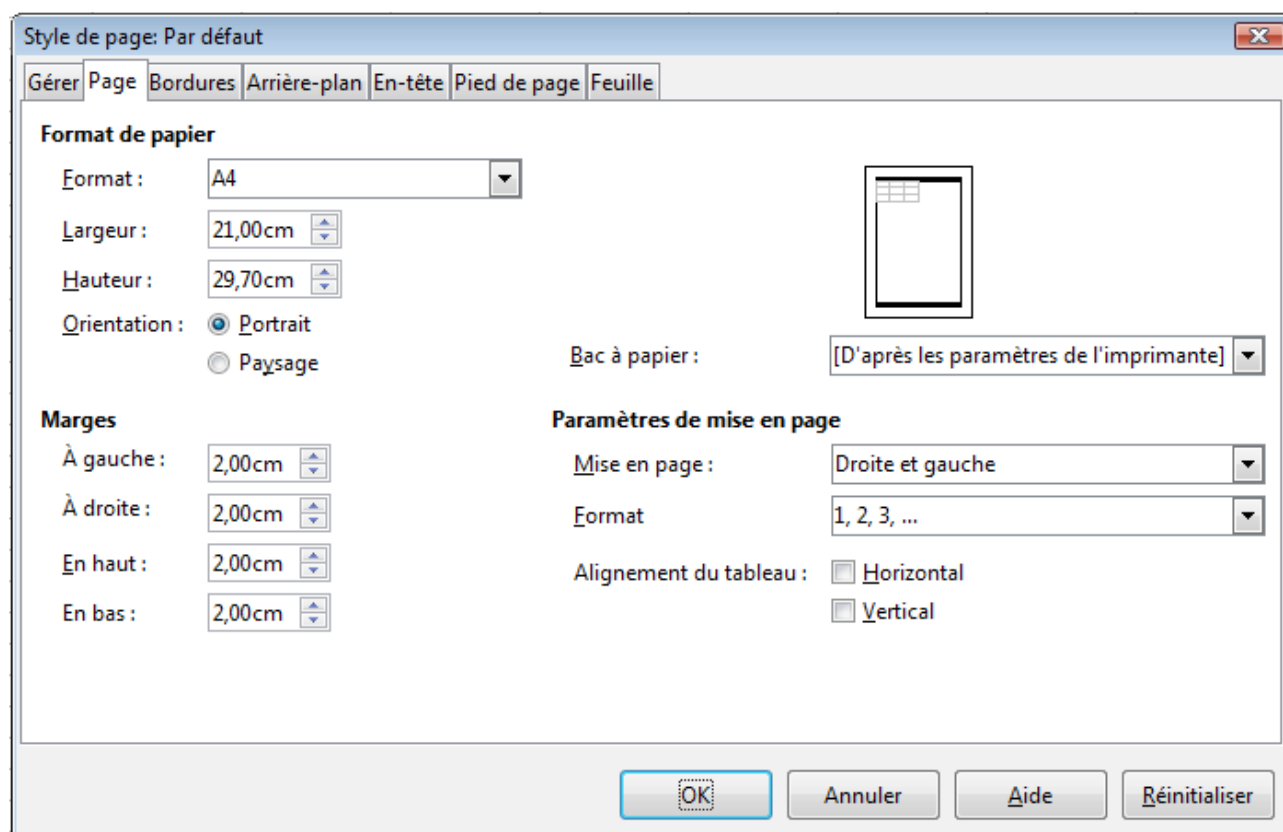 Style de page: Par défaut
Gérer Page Bordures Arrière-plan En-tête Pied de page Feuille
Format de papier
Format : A4
Largeur : 21,00cm
Hauteur : 29,70cm
Orientation : Portrait
Paysage
Bac à papier : [D'après les paramètres de l'imprimante]
Marges
À gauche : 2,00cm
À droite : 2,00cm
En haut : 2,00cm
En bas : 2,00cm
Paramètres de mise en page
Mise en page : Droite et gauche
Format 1, 2, 3, ...
Alignement du tableau : Horizontal
Vertical
OK Annuler Aide Réinitialiser